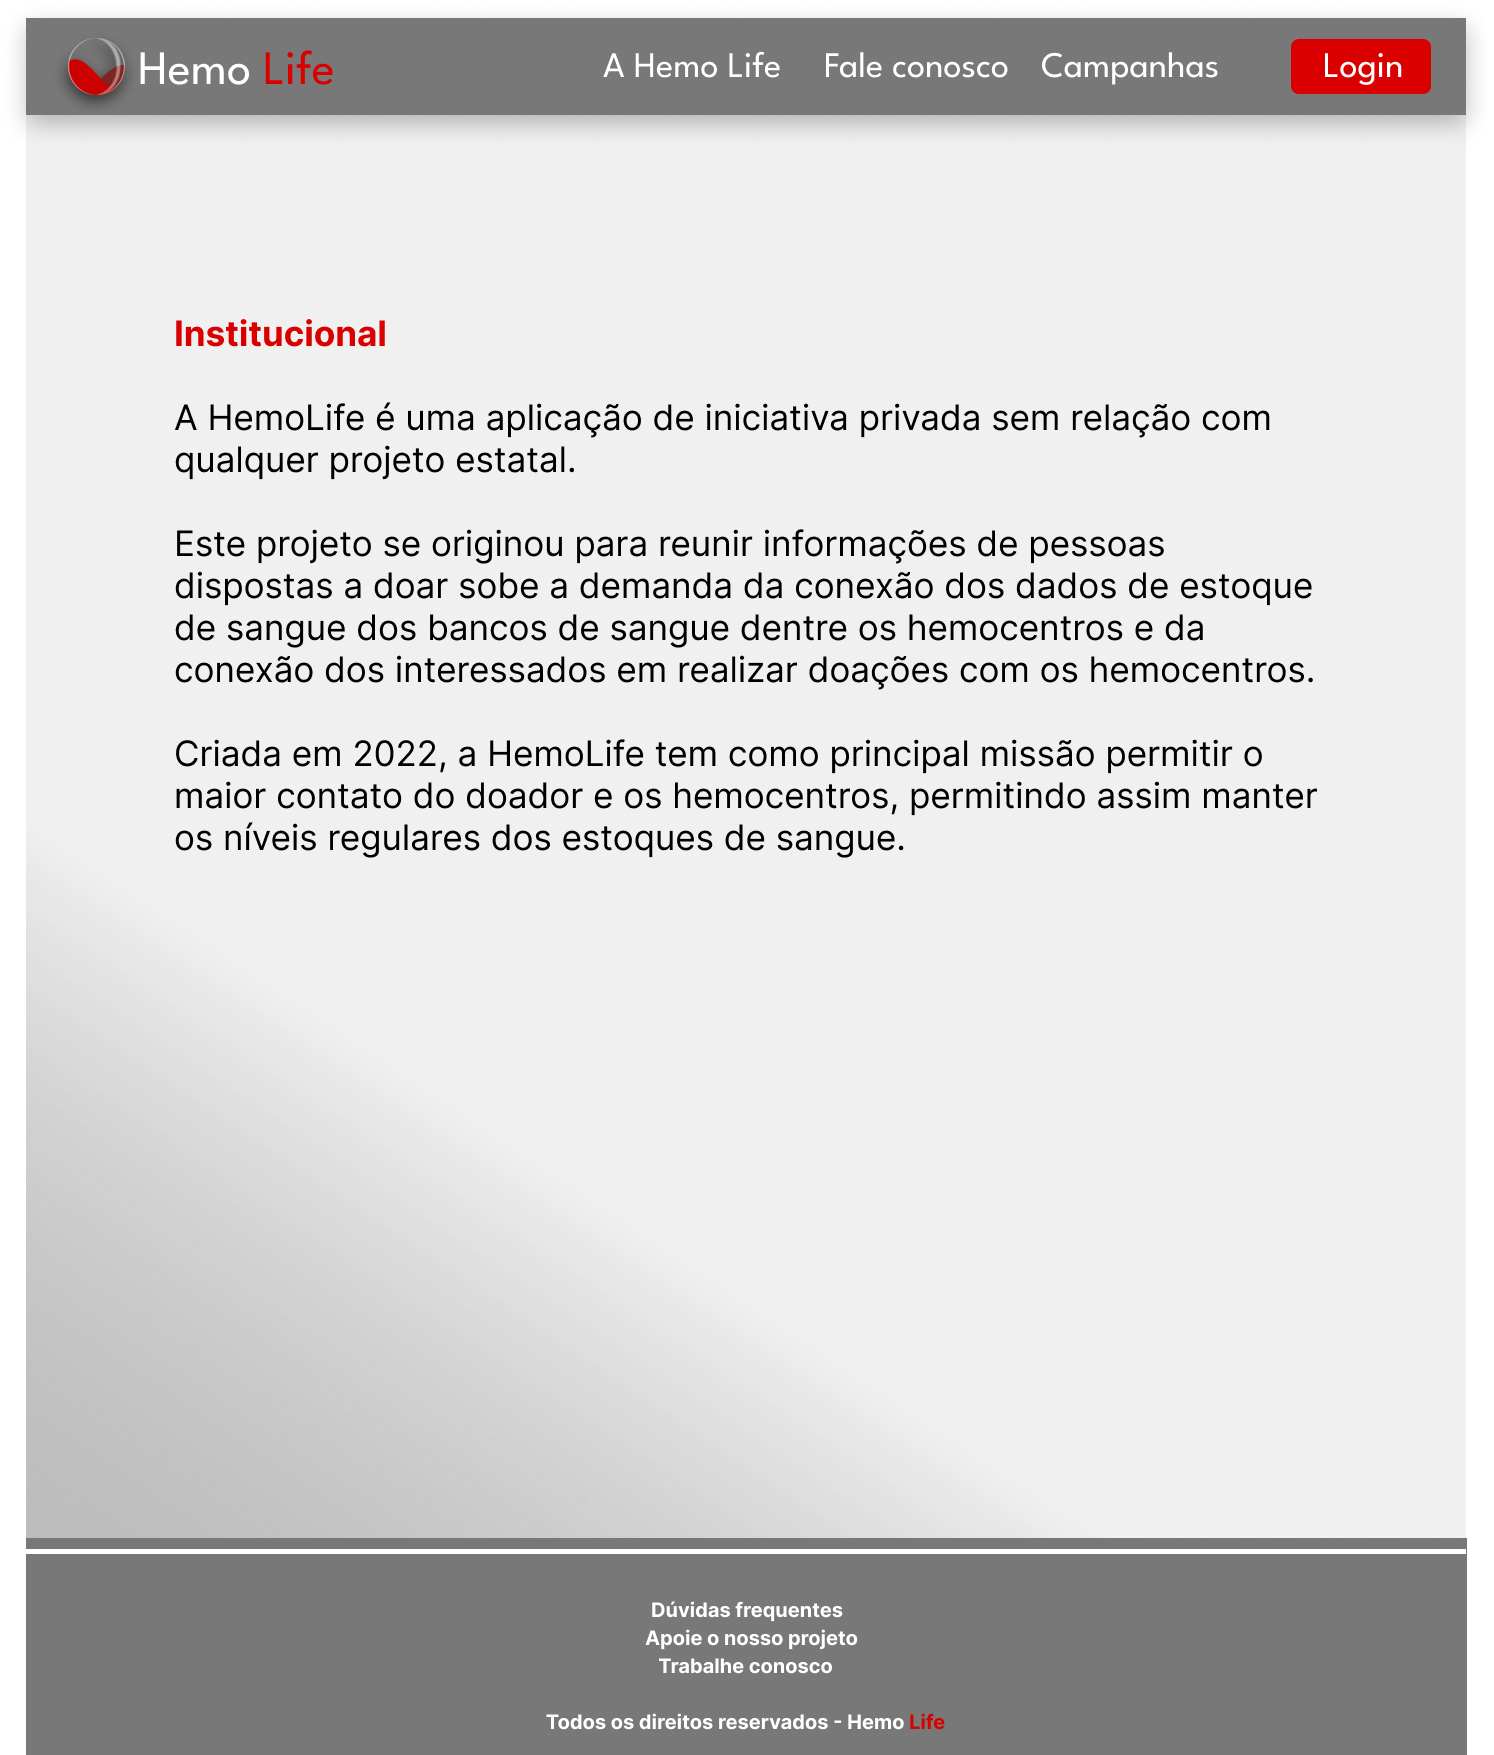 Hemo Life
A Hemo Life
Fale conosco
Campanhas
Login
Institucional
A HemoLife é uma aplicação de iniciativa privada sem relação com
qualquer projeto estatal.
Este projeto se originou para reunir informações de pessoas
dispostas a doar sobe a demanda da conexão dos dados de estoque
de sangue dos bancos de sangue dentre os hemocentros e da
conexão dos interessados em realizar doações com os hemocentros.
Criada em 2022, a HemoLife tem como principal missão permitir o
maior contato do doador e os hemocentros, permitindo assim manter
os níveis regulares dos estoques de sangue.
Dúvidas frequentes
Apoie o nosso projeto
Trabalhe conosco
Todos os direitos reservados - Hemo Life